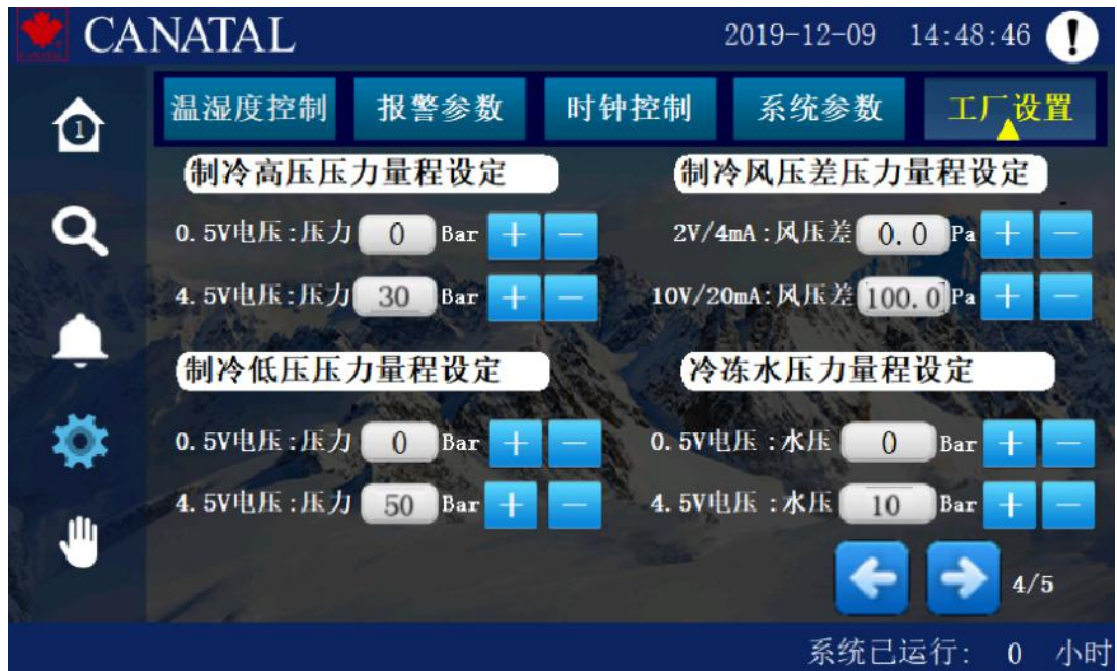 CANATAL 2019-12-09 14:48:46
温湿度控制 报警参数 时钟控制 系统参数 工厂设置
1
制冷高压压力量程设定 制冷风压差压力量程设定
0.5V电压:压力 0 Bar + − 2V/4mA:风压差 0.0 Pa + −
4.5V电压:压力 30 Bar + − 10V/20mA:风压差 100.0 Pa + −
制冷低压压力量程设定 冷冻水压力量程设定
0.5V电压:压力 0 Bar + − 0.5V电压:水压 0 Bar + −
4.5V电压:压力 50 Bar + − 4.5V电压:水压 10 Bar + −
4/5
系统已运行: 0 小时